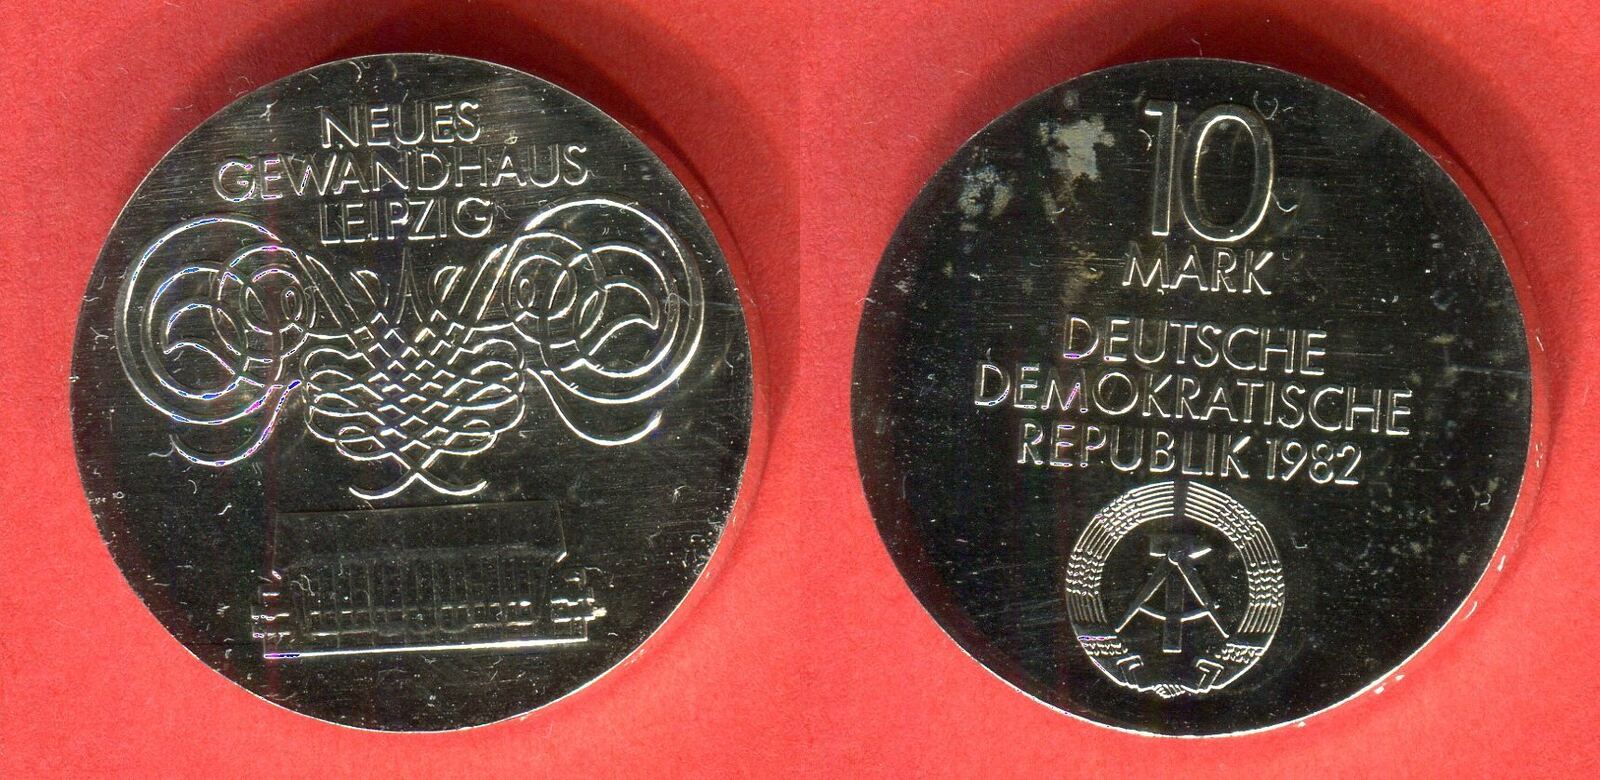 NEUES
GEWANDHAUS
LEIPZIG
10
MARK
DEUTSCHE
DEMOKRATISCHE
REPUBLIK 1982